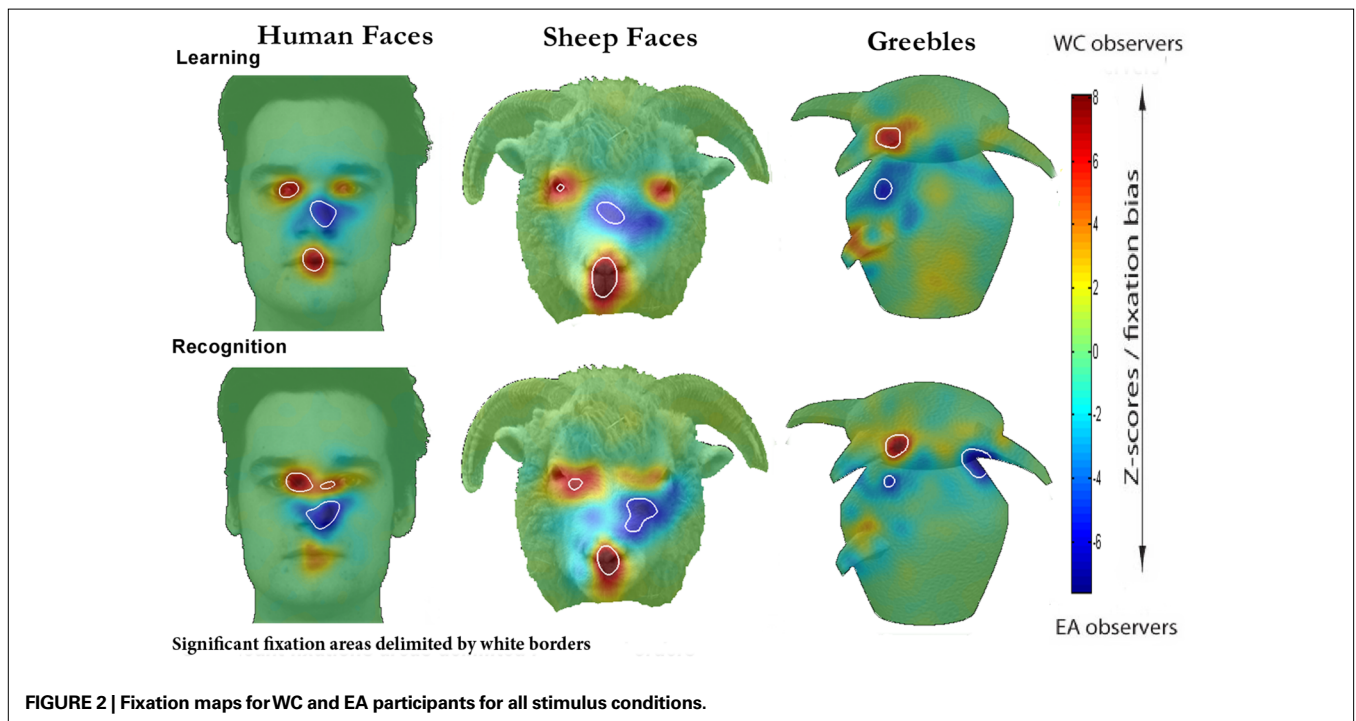 Human Faces
Sheep Faces
Greebles
WC observers
Learning
8
6
4
2
0
-2
-4
-6
Z-scores / fixation bias
Recognition
EA observers
Significant fixation areas delimited by white borders
FIGURE 2 | Fixation maps for WC and EA participants for all stimulus conditions.